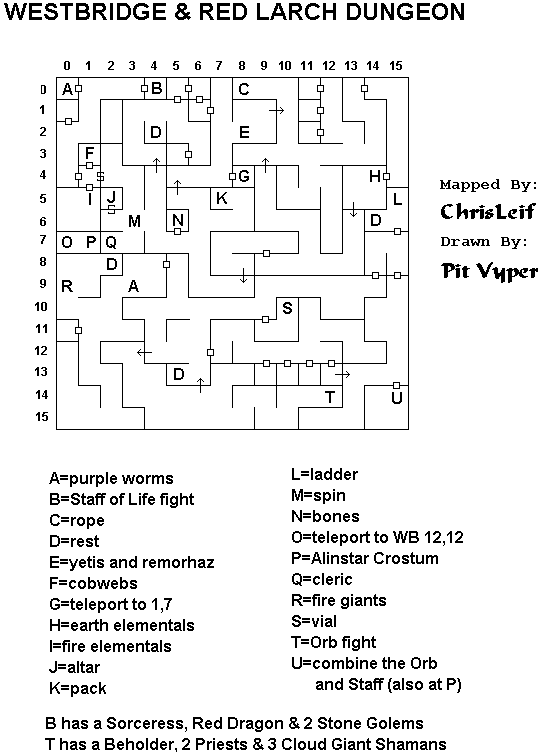 WESTBRIDGE & RED LARCH DUNGEON
0 1 2 3 4 5 6 7 8 9 10 11 12 13 14 15
0 A B C
1
2 D E
3 F
4 S G H
5 I J K L
6 S M N D
7 O P Q
8 D
9 R A
10 S
11
12
13 D
14 T U
15
Mapped By:
ChrisLeif
Drawn By:
Pit Vyper
A=purple worms
B=Staff of Life fight
C=rope
D=rest
E=yetis and remorhaz
F=cobwebs
G=teleport to 1,7
H=earth elementals
I=fire elementals
J=altar
K=pack
L=ladder
M=spin
N=bones
O=teleport to WB 12,12
P=Alinstar Crostum
Q=cleric
R=fire giants
S=vial
T=Orb fight
U=combine the Orb
and Staff (also at P)
B has a Sorceress, Red Dragon & 2 Stone Golems
T has a Beholder, 2 Priests & 3 Cloud Giant Shamans